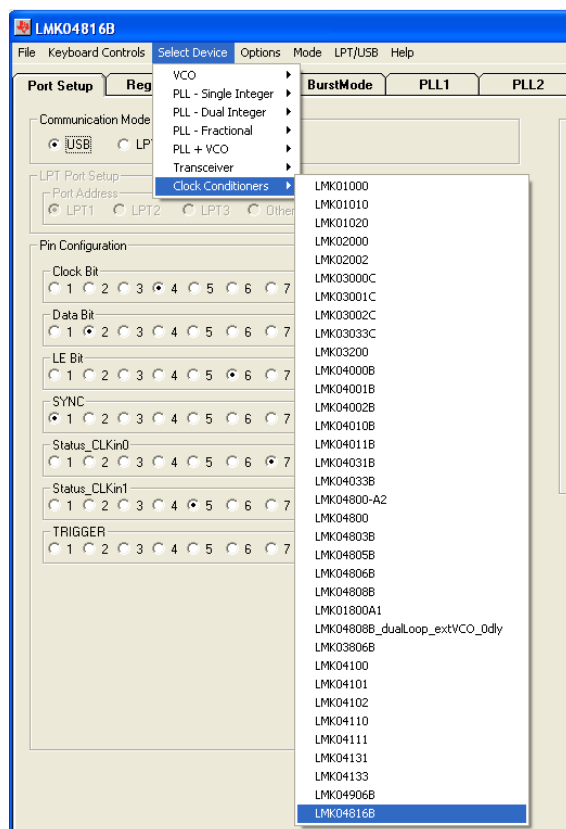 LMK04816B
File Keyboard Controls Select Device Options Mode LPT/USB Help
Port Setup Reg BurstMode PLL1 PLL2
VCO
PLL - Single Integer
PLL - Dual Integer
PLL - Fractional
PLL + VCO
Transceiver
Clock Conditioners
Communication Mode
USB LP
LPT Port Setup
Port Address
LPT1 LPT2 LPT3 Other
Pin Configuration
Clock Bit
1 2 3 4 5 6 7
Data Bit
1 2 3 4 5 6 7
LE Bit
1 2 3 4 5 6 7
SYNC
1 2 3 4 5 6 7
Status_CLKin0
1 2 3 4 5 6 7
Status_CLKin1
1 2 3 4 5 6 7
TRIGGER
1 2 3 4 5 6 7
LMK01000
LMK01010
LMK01020
LMK02000
LMK02002
LMK03000C
LMK03001C
LMK03002C
LMK03033C
LMK03200
LMK04000B
LMK04001B
LMK04002B
LMK04010B
LMK04011B
LMK04031B
LMK04033B
LMK04800-A2
LMK04800
LMK04803B
LMK04805B
LMK04806B
LMK04808B
LMK01800A1
LMK04808B_dualLoop_extVCO_0dly
LMK03806B
LMK04100
LMK04101
LMK04102
LMK04110
LMK04111
LMK04131
LMK04133
LMK04906B
LMK04816B